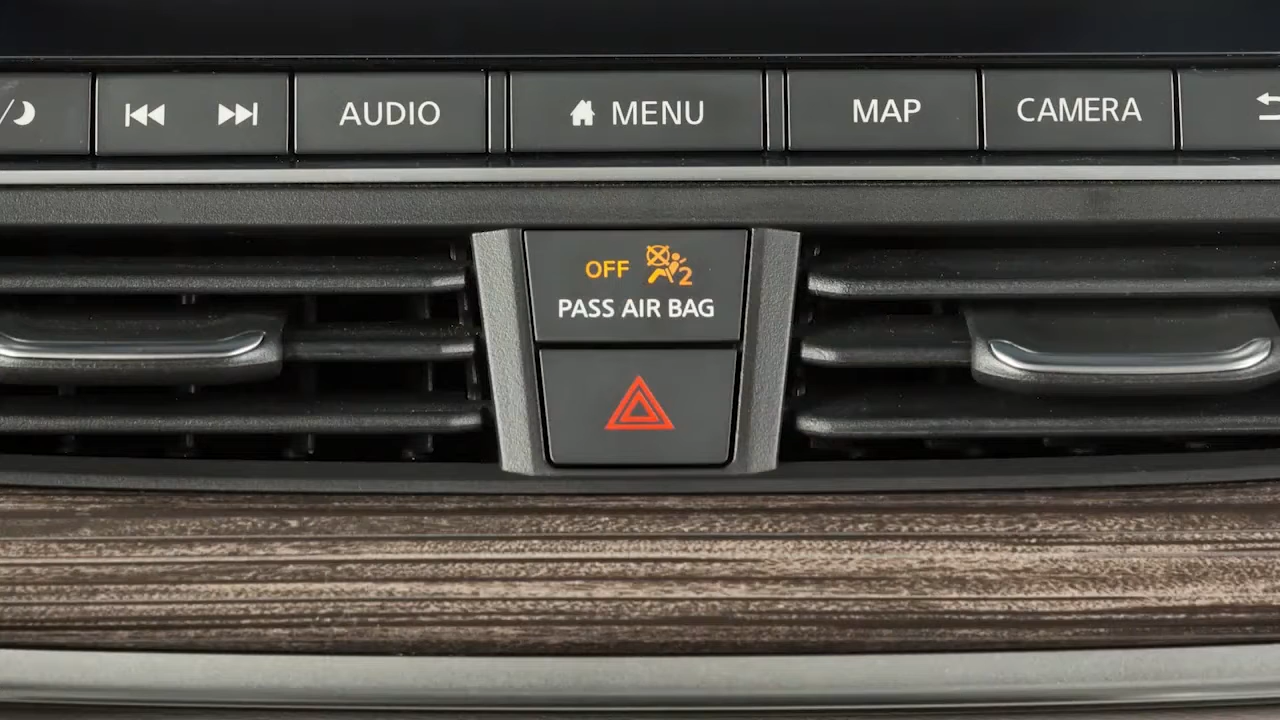 AUDIO
MENU
MAP
CAMERA
OFF 2
PASS AIR BAG